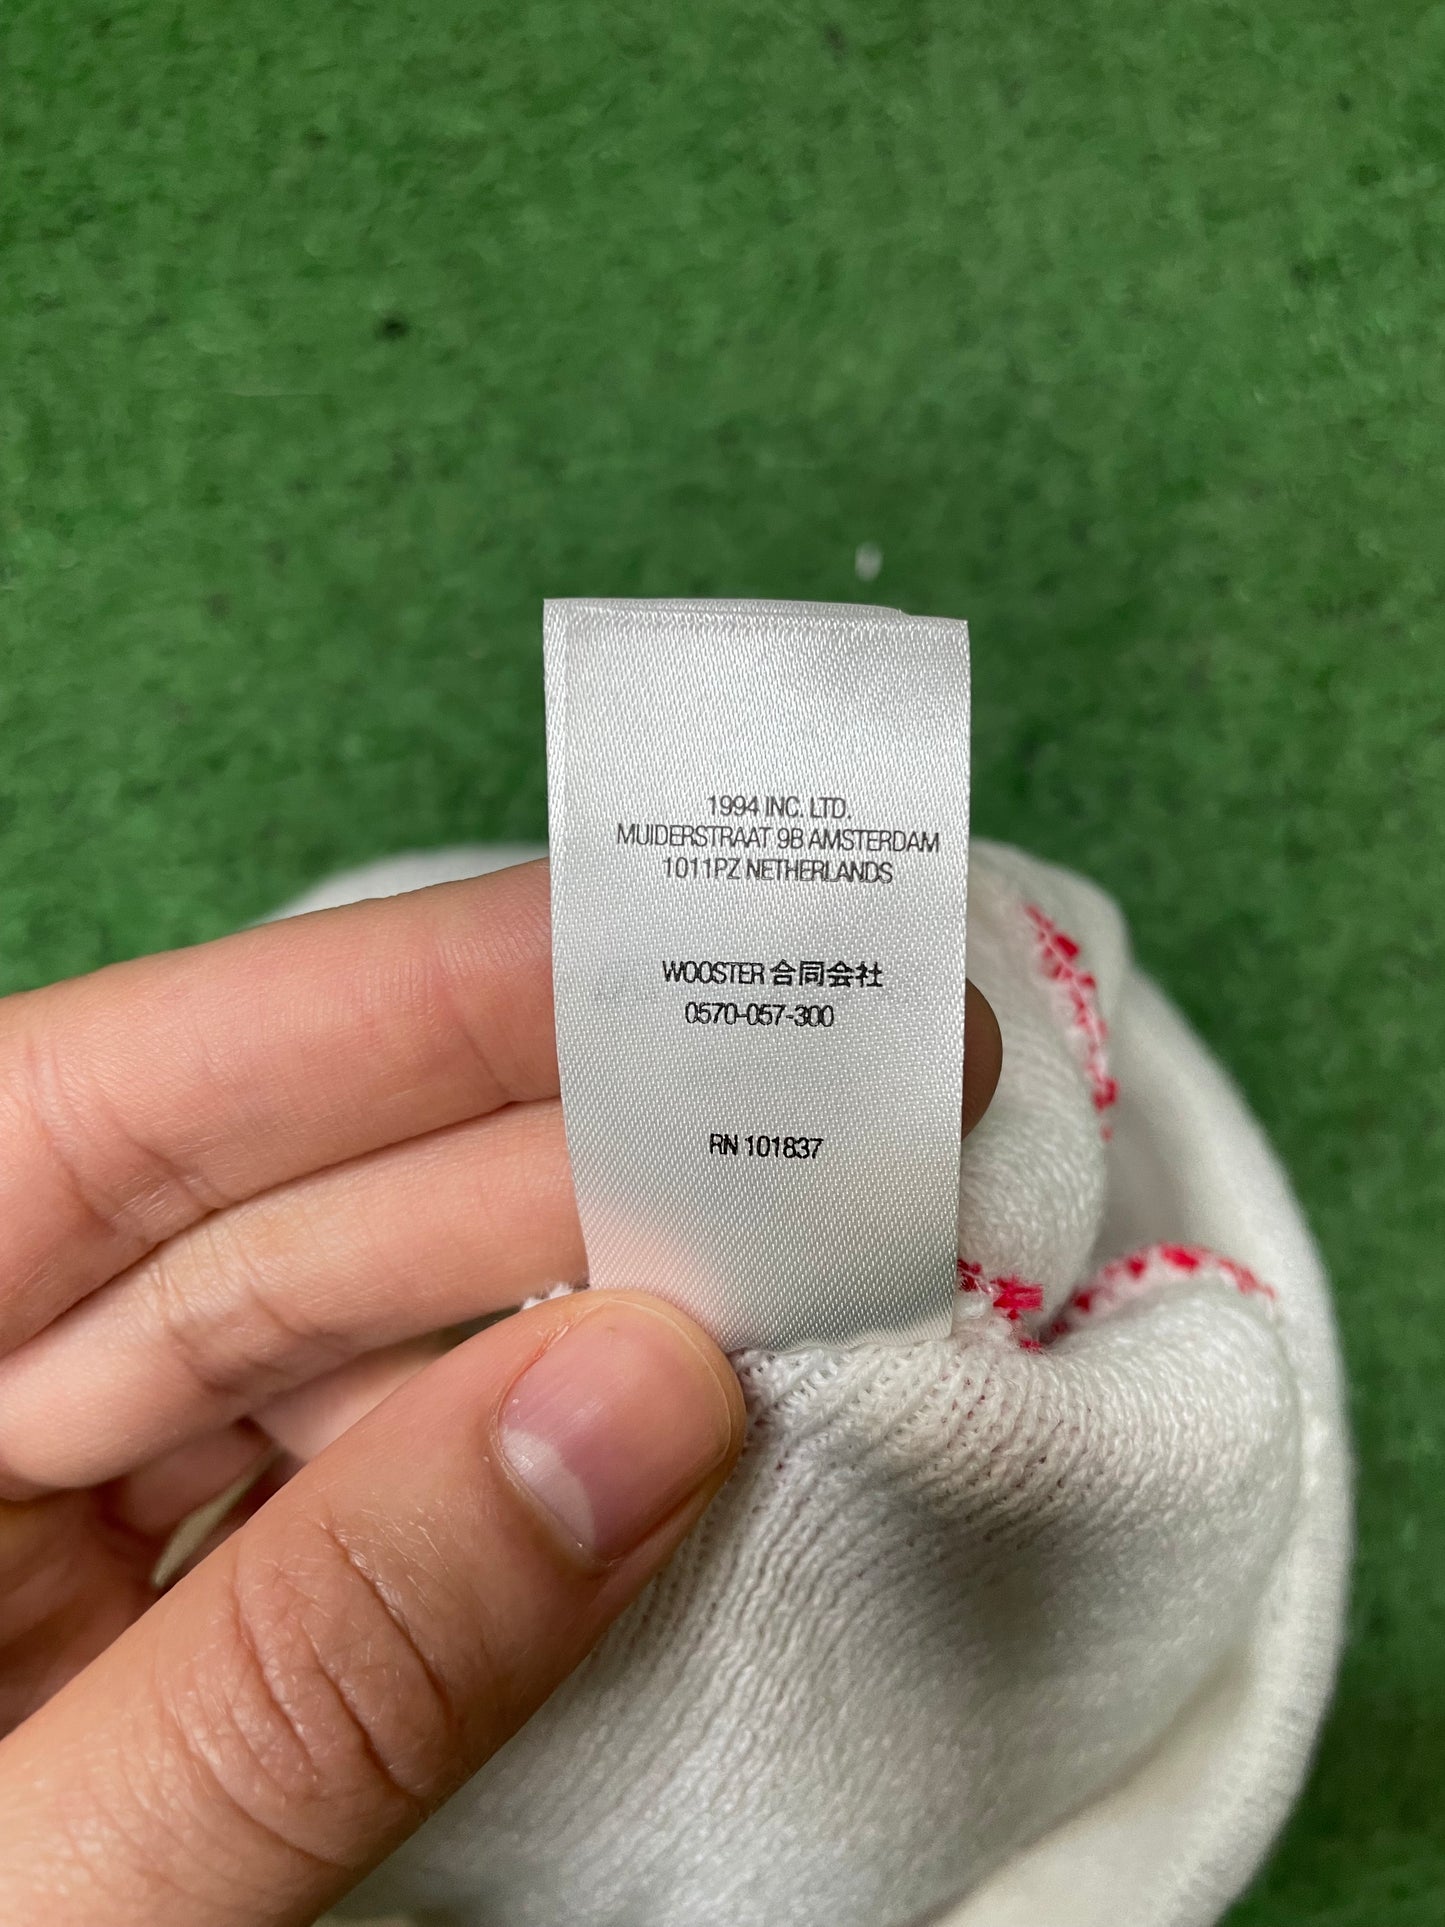 1994 INC. LTD.
MUIDERSTRAAT 9B AMSTERDAM
1011PZ NETHERLANDS
WOOSTER 合同会社
0570-057-300
RN 101837